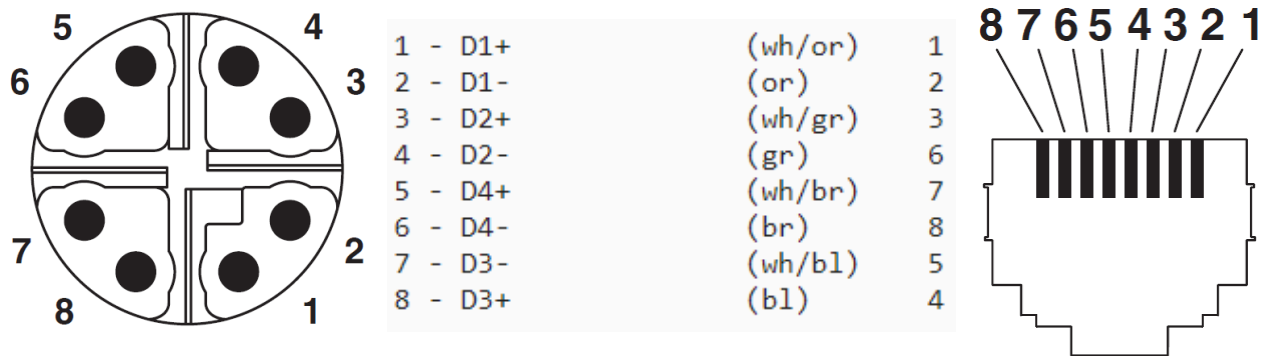 5 4
6 3
7 2
8 1
1 - D1+ (wh/or) 1
2 - D1- (or) 2
3 - D2+ (wh/gr) 3
4 - D2- (gr) 6
5 - D4+ (wh/br) 7
6 - D4- (br) 8
7 - D3- (wh/bl) 5
8 - D3+ (bl) 4
8 7 6 5 4 3 2 1